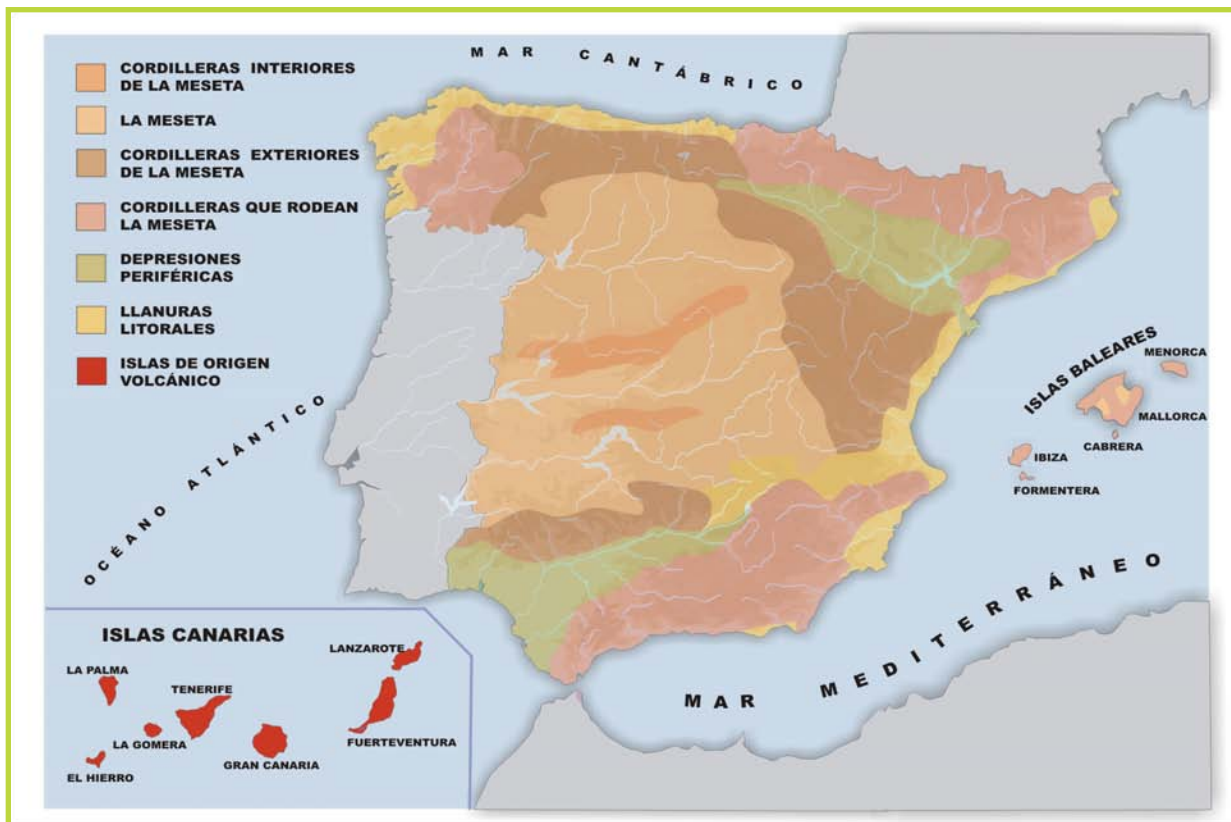 MAR CANTÁBRICO
CORDILLERAS INTERIORES
DE LA MESETA
LA MESETA
CORDILLERAS EXTERIORES
DE LA MESETA
CORDILLERAS QUE RODEAN
LA MESETA
DEPRESIONES
PERIFÉRICAS
LLANURAS
LITORALES
ISLAS DE ORIGEN
VOLCÁNICO
OCÉANO ATLÁNTICO
ISLAS BALEARES
MENORCA
MALLORCA
CABRERA
IBIZA
FORMENTERA
MAR MEDITERRÁNEO
ISLAS CANARIAS
LANZAROTE
LA PALMA
TENERIFE
LA GOMERA
FUERTEVENTURA
GRAN CANARIA
EL HIERRO